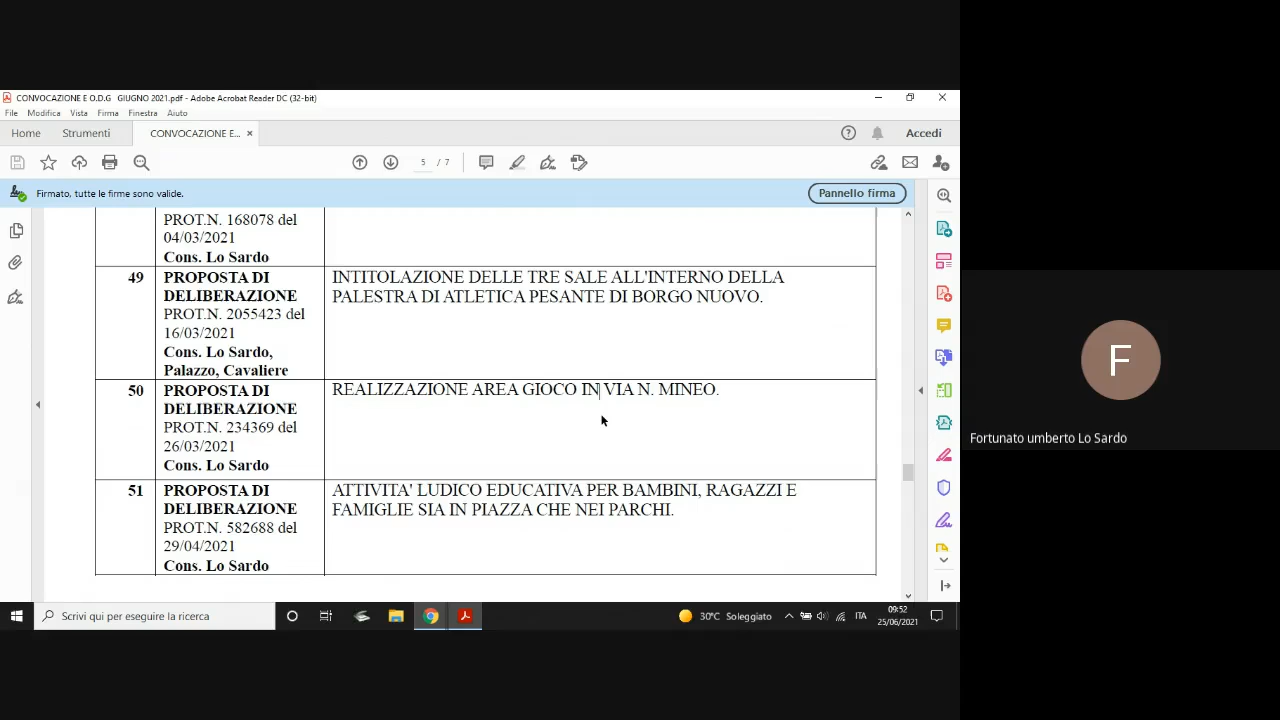 CONVOCAZIONE E O.D.G GIUGNO 2021.pdf - Adobe Acrobat Reader DC (32-bit)
File Modifica Vista Firma Finestra Aiuto
Home Strumenti CONVOCAZIONE E... × Accedi
5 / 7
Firmato, tutte le firme sono valide. Pannello firma
PROT.N. 168078 del
04/03/2021
Cons. Lo Sardo
49 PROPOSTA DI INTITOLAZIONE DELLE TRE SALE ALL'INTERNO DELLA
DELIBERAZIONE PALESTRA DI ATLETICA PESANTE DI BORGO NUOVO.
PROT.N. 2055423 del
16/03/2021
Cons. Lo Sardo,
Palazzo, Cavaliere
50 PROPOSTA DI REALIZZAZIONE AREA GIOCO IN VIA N. MINEO.
DELIBERAZIONE
PROT.N. 234369 del
26/03/2021
Cons. Lo Sardo
51 PROPOSTA DI ATTIVITA' LUDICO EDUCATIVA PER BAMBINI, RAGAZZI E
DELIBERAZIONE FAMIGLIE SIA IN PIAZZA CHE NEI PARCHI.
PROT.N. 582688 del
29/04/2021
Cons. Lo Sardo
Scrivi qui per eseguire la ricerca 30°C Soleggiato ITA 09:52
25/06/2021
F
Fortunato umberto Lo Sardo